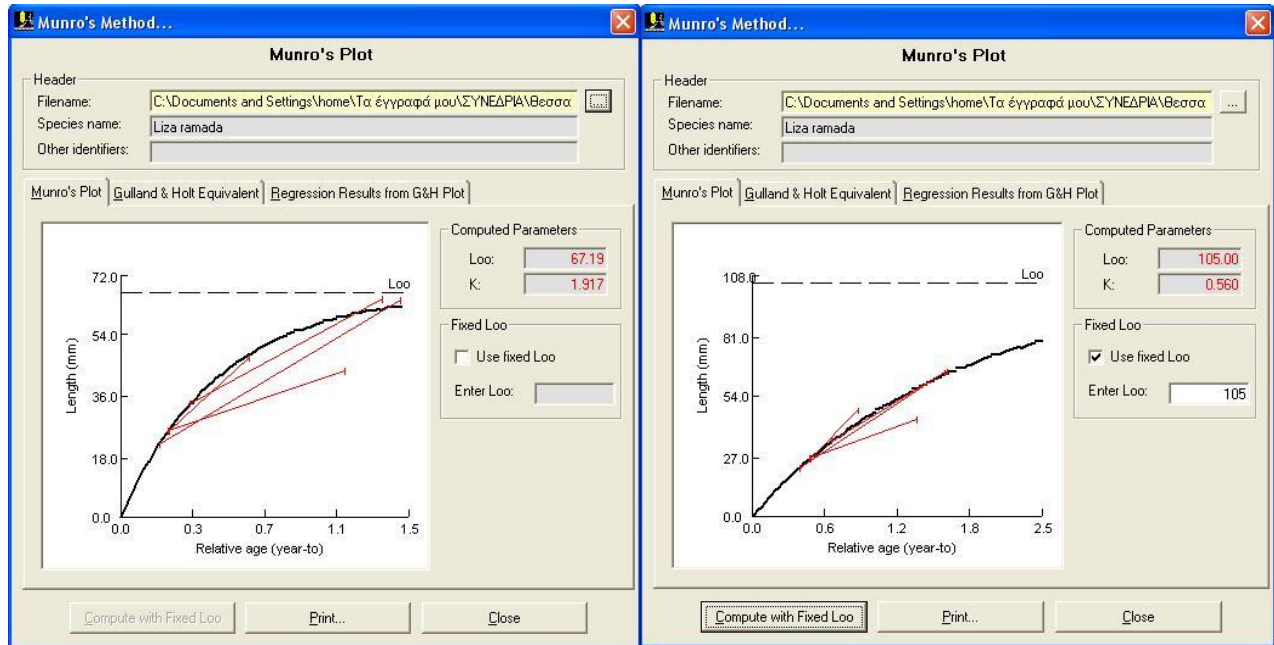 Munro's Method...
Munro's Plot
Header
Filename: C:\Documents and Settings\home\Τα έγγραφά μου\ΣΥΝΕΔΡΙΑ\Θεσσα ...
Species name: Liza ramada
Other identifiers:
Munro's Plot Gulland & Holt Equivalent Regression Results from G&H Plot
Computed Parameters
Loo: 67.19
K: 1.917
Fixed Loo
Use fixed Loo
Enter Loo:
72.0
54.0
36.0
18.0
0.0
Length (mm)
Loo
0.0 0.3 0.7 1.1 1.5
Relative age (year-to)
Compute with Fixed Loo Print... Close
Munro's Method...
Munro's Plot
Header
Filename: C:\Documents and Settings\home\Τα έγγραφά μου\ΣΥΝΕΔΡΙΑ\Θεσσα ...
Species name: Liza ramada
Other identifiers:
Munro's Plot Gulland & Holt Equivalent Regression Results from G&H Plot
Computed Parameters
Loo: 105.00
K: 0.560
Fixed Loo
Use fixed Loo
Enter Loo: 105
108.0
81.0
54.0
27.0
0.0
Length (mm)
Loo
0.0 0.6 1.2 1.8 2.5
Relative age (year-to)
Compute with Fixed Loo Print... Close